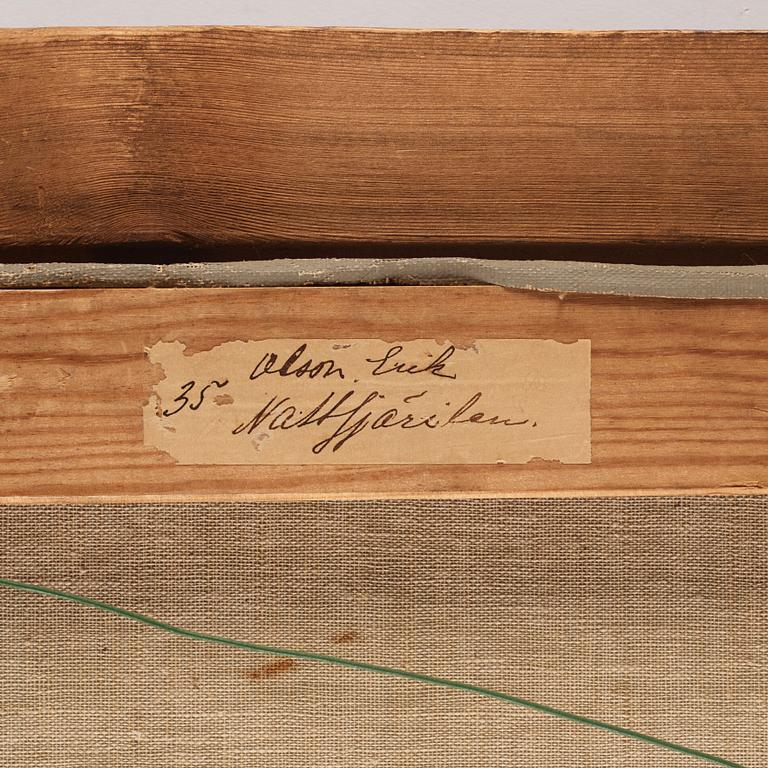 35 Olson Erik
Nattfjärilen.